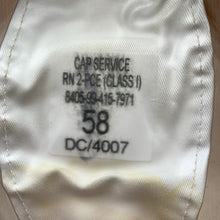 CAP SERVICE
RN 2-PCE (CLASS I)
8405-99-415-7971
58
DC/4007